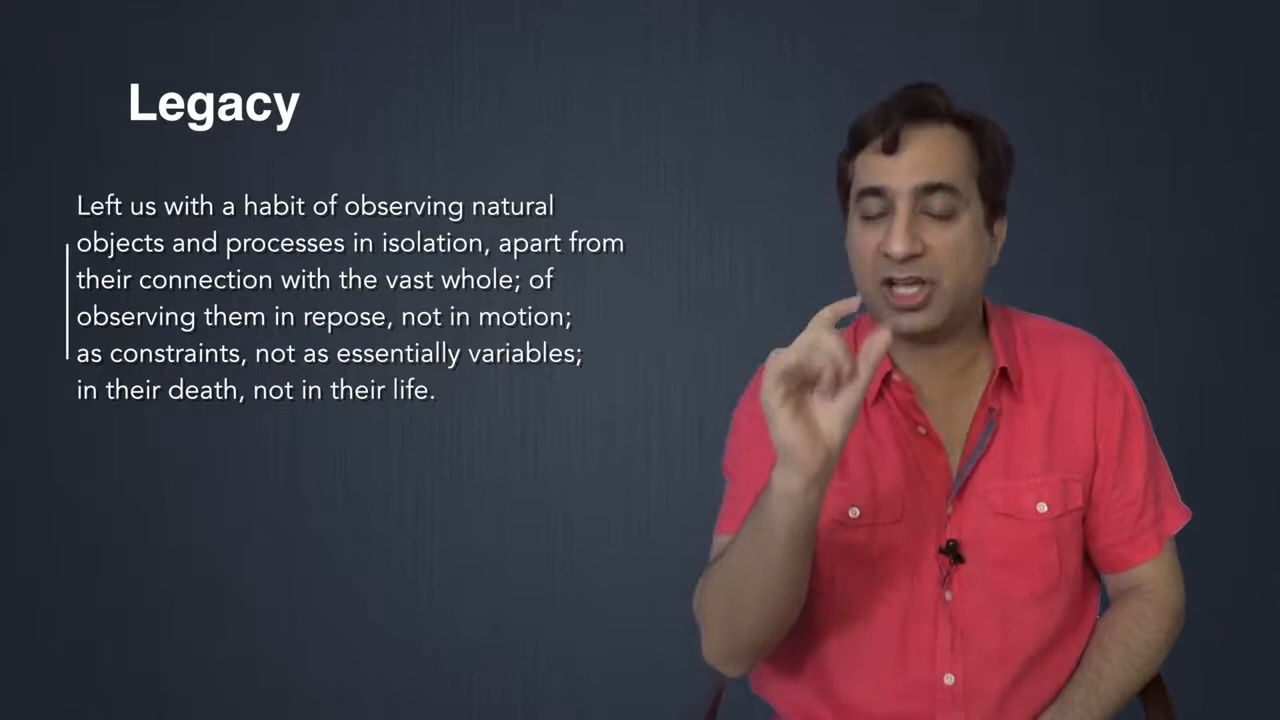 Legacy
Left us with a habit of observing natural
objects and processes in isolation, apart from
their connection with the vast whole; of
observing them in repose, not in motion;
as constraints, not as essentially variables;
in their death, not in their life.